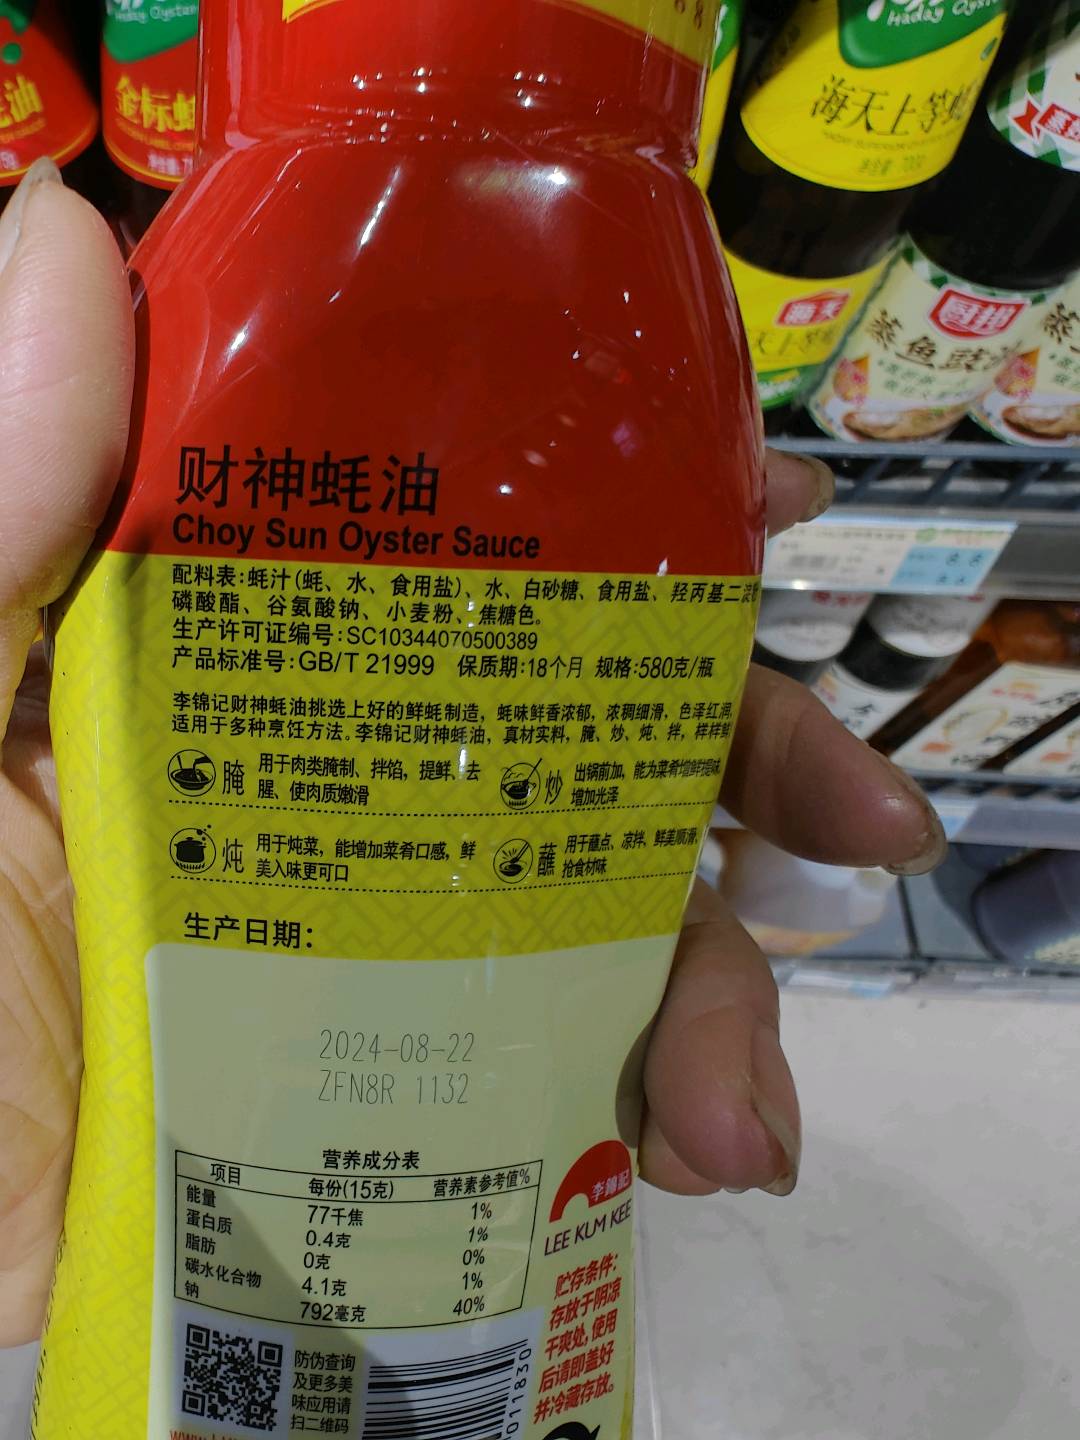 Haday Oyster
Haday Oyster
金标蚝
海天上等蚝
海天
厨邦
蒸鱼豉油
财神蚝油
Choy Sun Oyster Sauce
配料表:蚝汁(蚝、水、食用盐)、水、白砂糖、食用盐、羟丙基二淀粉
磷酸酯、谷氨酸钠、小麦粉、焦糖色。
生产许可证编号:SC10344070500389
产品标准号:GB/T 21999 保质期:18个月 规格:580克/瓶
李锦记财神蚝油挑选上好的鲜蚝制造,蚝味鲜香浓郁,浓稠细滑,色泽红润,
适用于多种烹饪方法。李锦记财神蚝油,真材实料,腌、炒、炖、拌,样样鲜
腌 用于肉类腌制、拌馅,提鲜、去
腥、使肉质嫩滑
炒 出锅前加,能为菜肴增鲜提味,
增加光泽
炖 用于炖菜,能增加菜肴口感,鲜
美入味更可口
蘸 用于蘸点、凉拌,鲜美顺滑,
抢食材味
生产日期:
2024-08-22
ZFN8R 1132
营养成分表
项目 每份(15克) 营养素参考值%
能量 77千焦 1%
蛋白质 0.4克 1%
脂肪 0克 0%
碳水化合物 4.1克 1%
钠 792毫克 40%
李锦记
LEE KUM KEE
贮存条件:
存放于阴凉
干爽处,使用
后请即盖好
并冷藏存放。
防伪查询
及更多美
味应用请
扫二维码
011830